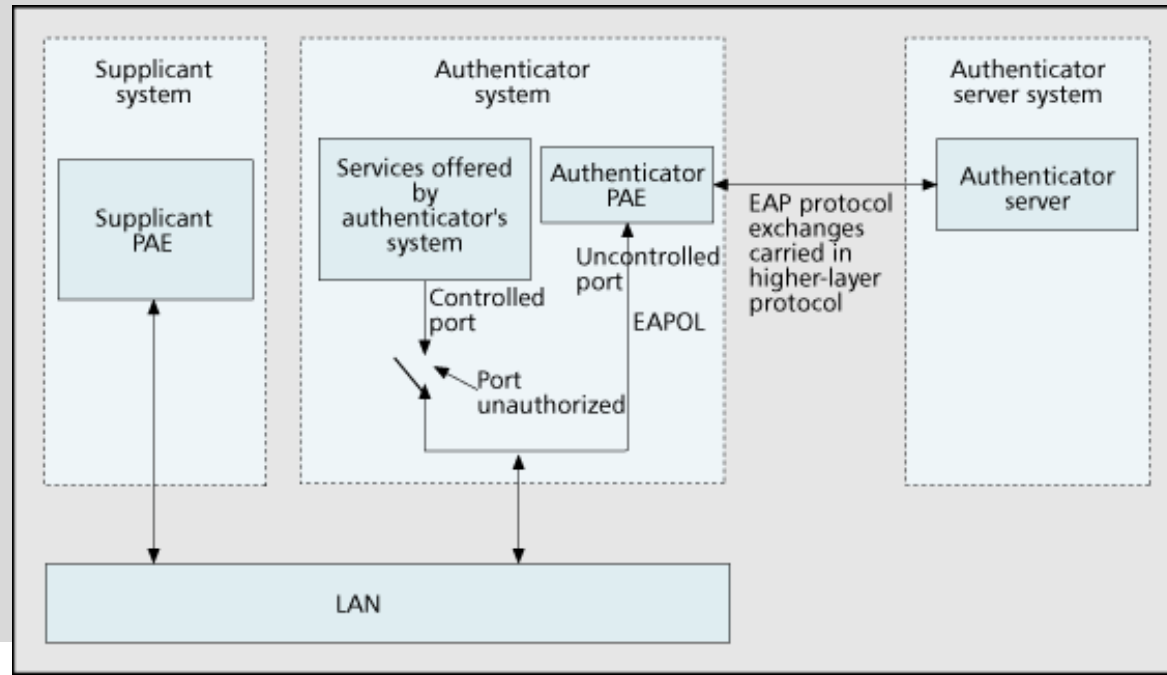 Supplicant
system
Authenticator
system
Authenticator
server system
Supplicant
PAE
Services offered
by
authenticator's
system
Authenticator
PAE
Authenticator
server
EAP protocol
exchanges
carried in
higher-layer
protocol
Uncontrolled
port
Controlled
port
EAPOL
Port
unauthorized
LAN